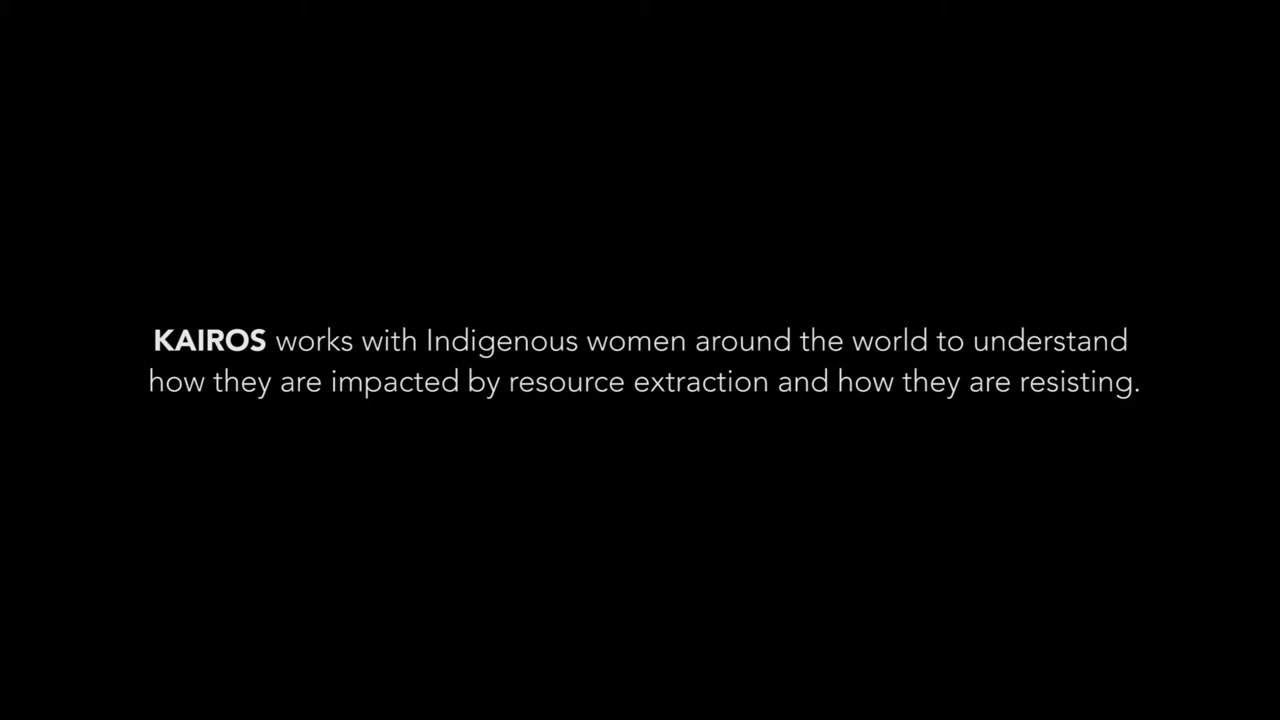 KAIROS works with Indigenous women around the world to understand
how they are impacted by resource extraction and how they are resisting.